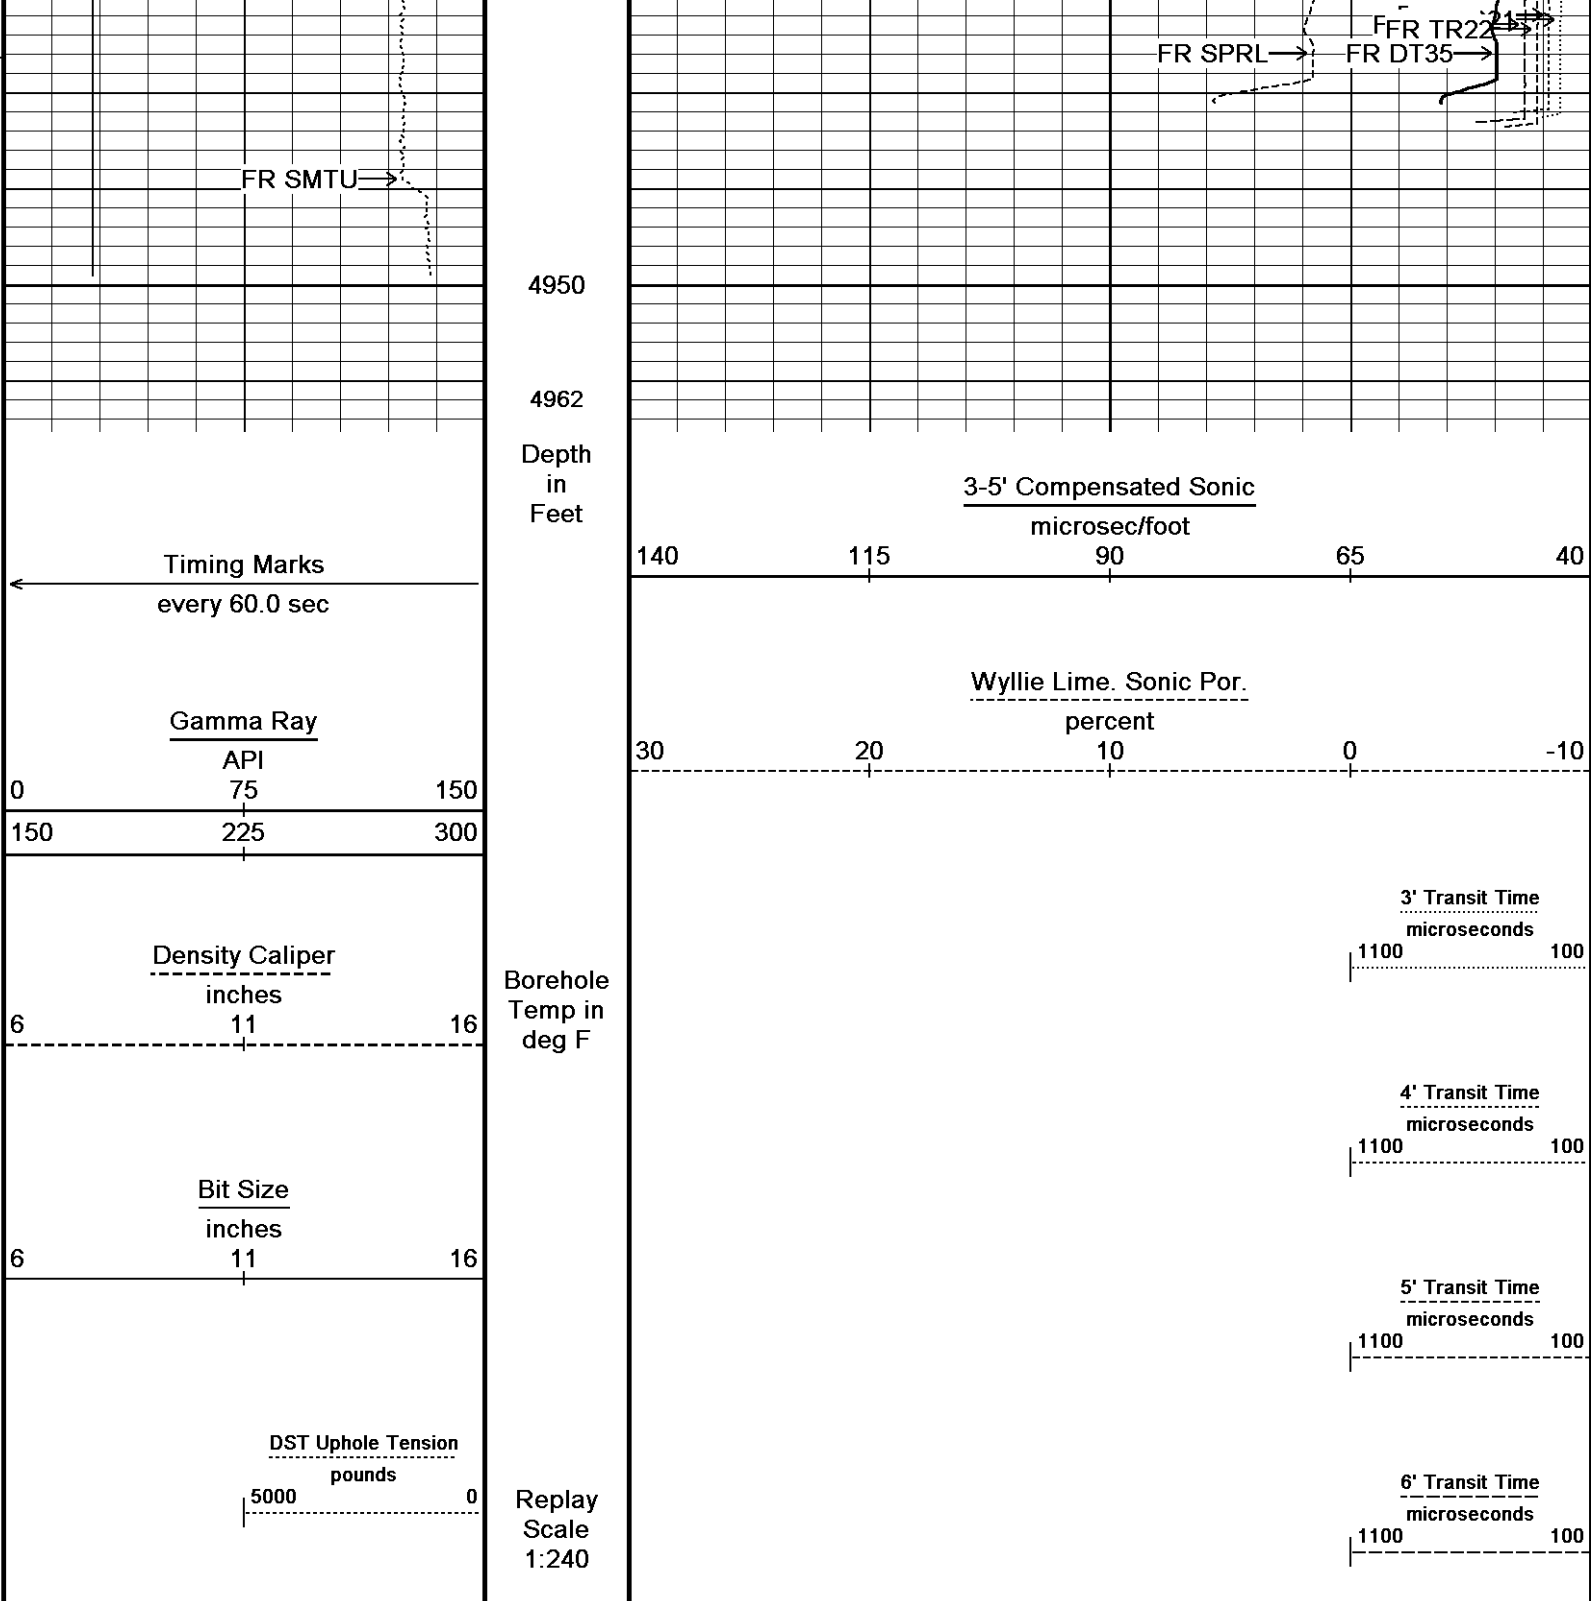 FR TR22
FR SPRL
FR DT35
FR SMTU
4950
4962
Depth
in
Feet
3-5' Compensated Sonic
microsec/foot
140 115 90 65 40
Timing Marks
every 60.0 sec
Wyllie Lime. Sonic Por.
percent
30 20 10 0 -10
Gamma Ray
API
0 75 150
150 225 300
3' Transit Time
microseconds
1100 100
Density Caliper
inches
6 11 16
Borehole
Temp in
deg F
4' Transit Time
microseconds
1100 100
Bit Size
inches
6 11 16
5' Transit Time
microseconds
1100 100
DST Uphole Tension
pounds
5000 0
Replay
Scale
1:240
6' Transit Time
microseconds
1100 100